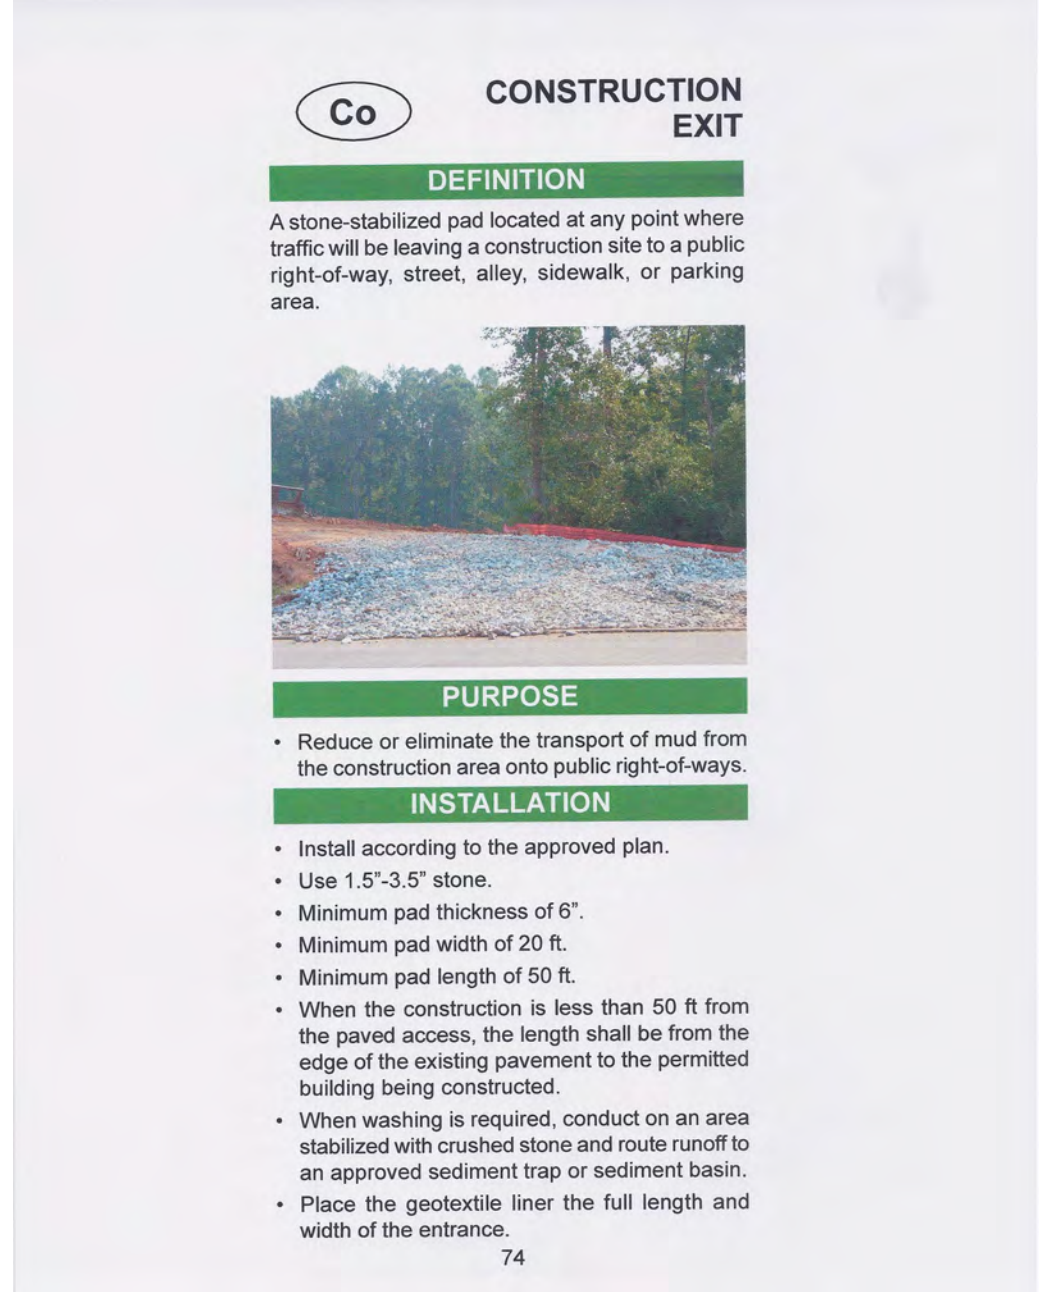 Co
CONSTRUCTION
EXIT
DEFINITION
A stone-stabilized pad located at any point where
traffic will be leaving a construction site to a public
right-of-way, street, alley, sidewalk, or parking
area.
PURPOSE
• Reduce or eliminate the transport of mud from
the construction area onto public right-of-ways.
INSTALLATION
• Install according to the approved plan.
• Use 1.5”-3.5” stone.
• Minimum pad thickness of 6”.
• Minimum pad width of 20 ft.
• Minimum pad length of 50 ft.
• When the construction is less than 50 ft from
the paved access, the length shall be from the
edge of the existing pavement to the permitted
building being constructed.
• When washing is required, conduct on an area
stabilized with crushed stone and route runoff to
an approved sediment trap or sediment basin.
• Place the geotextile liner the full length and
width of the entrance.
74